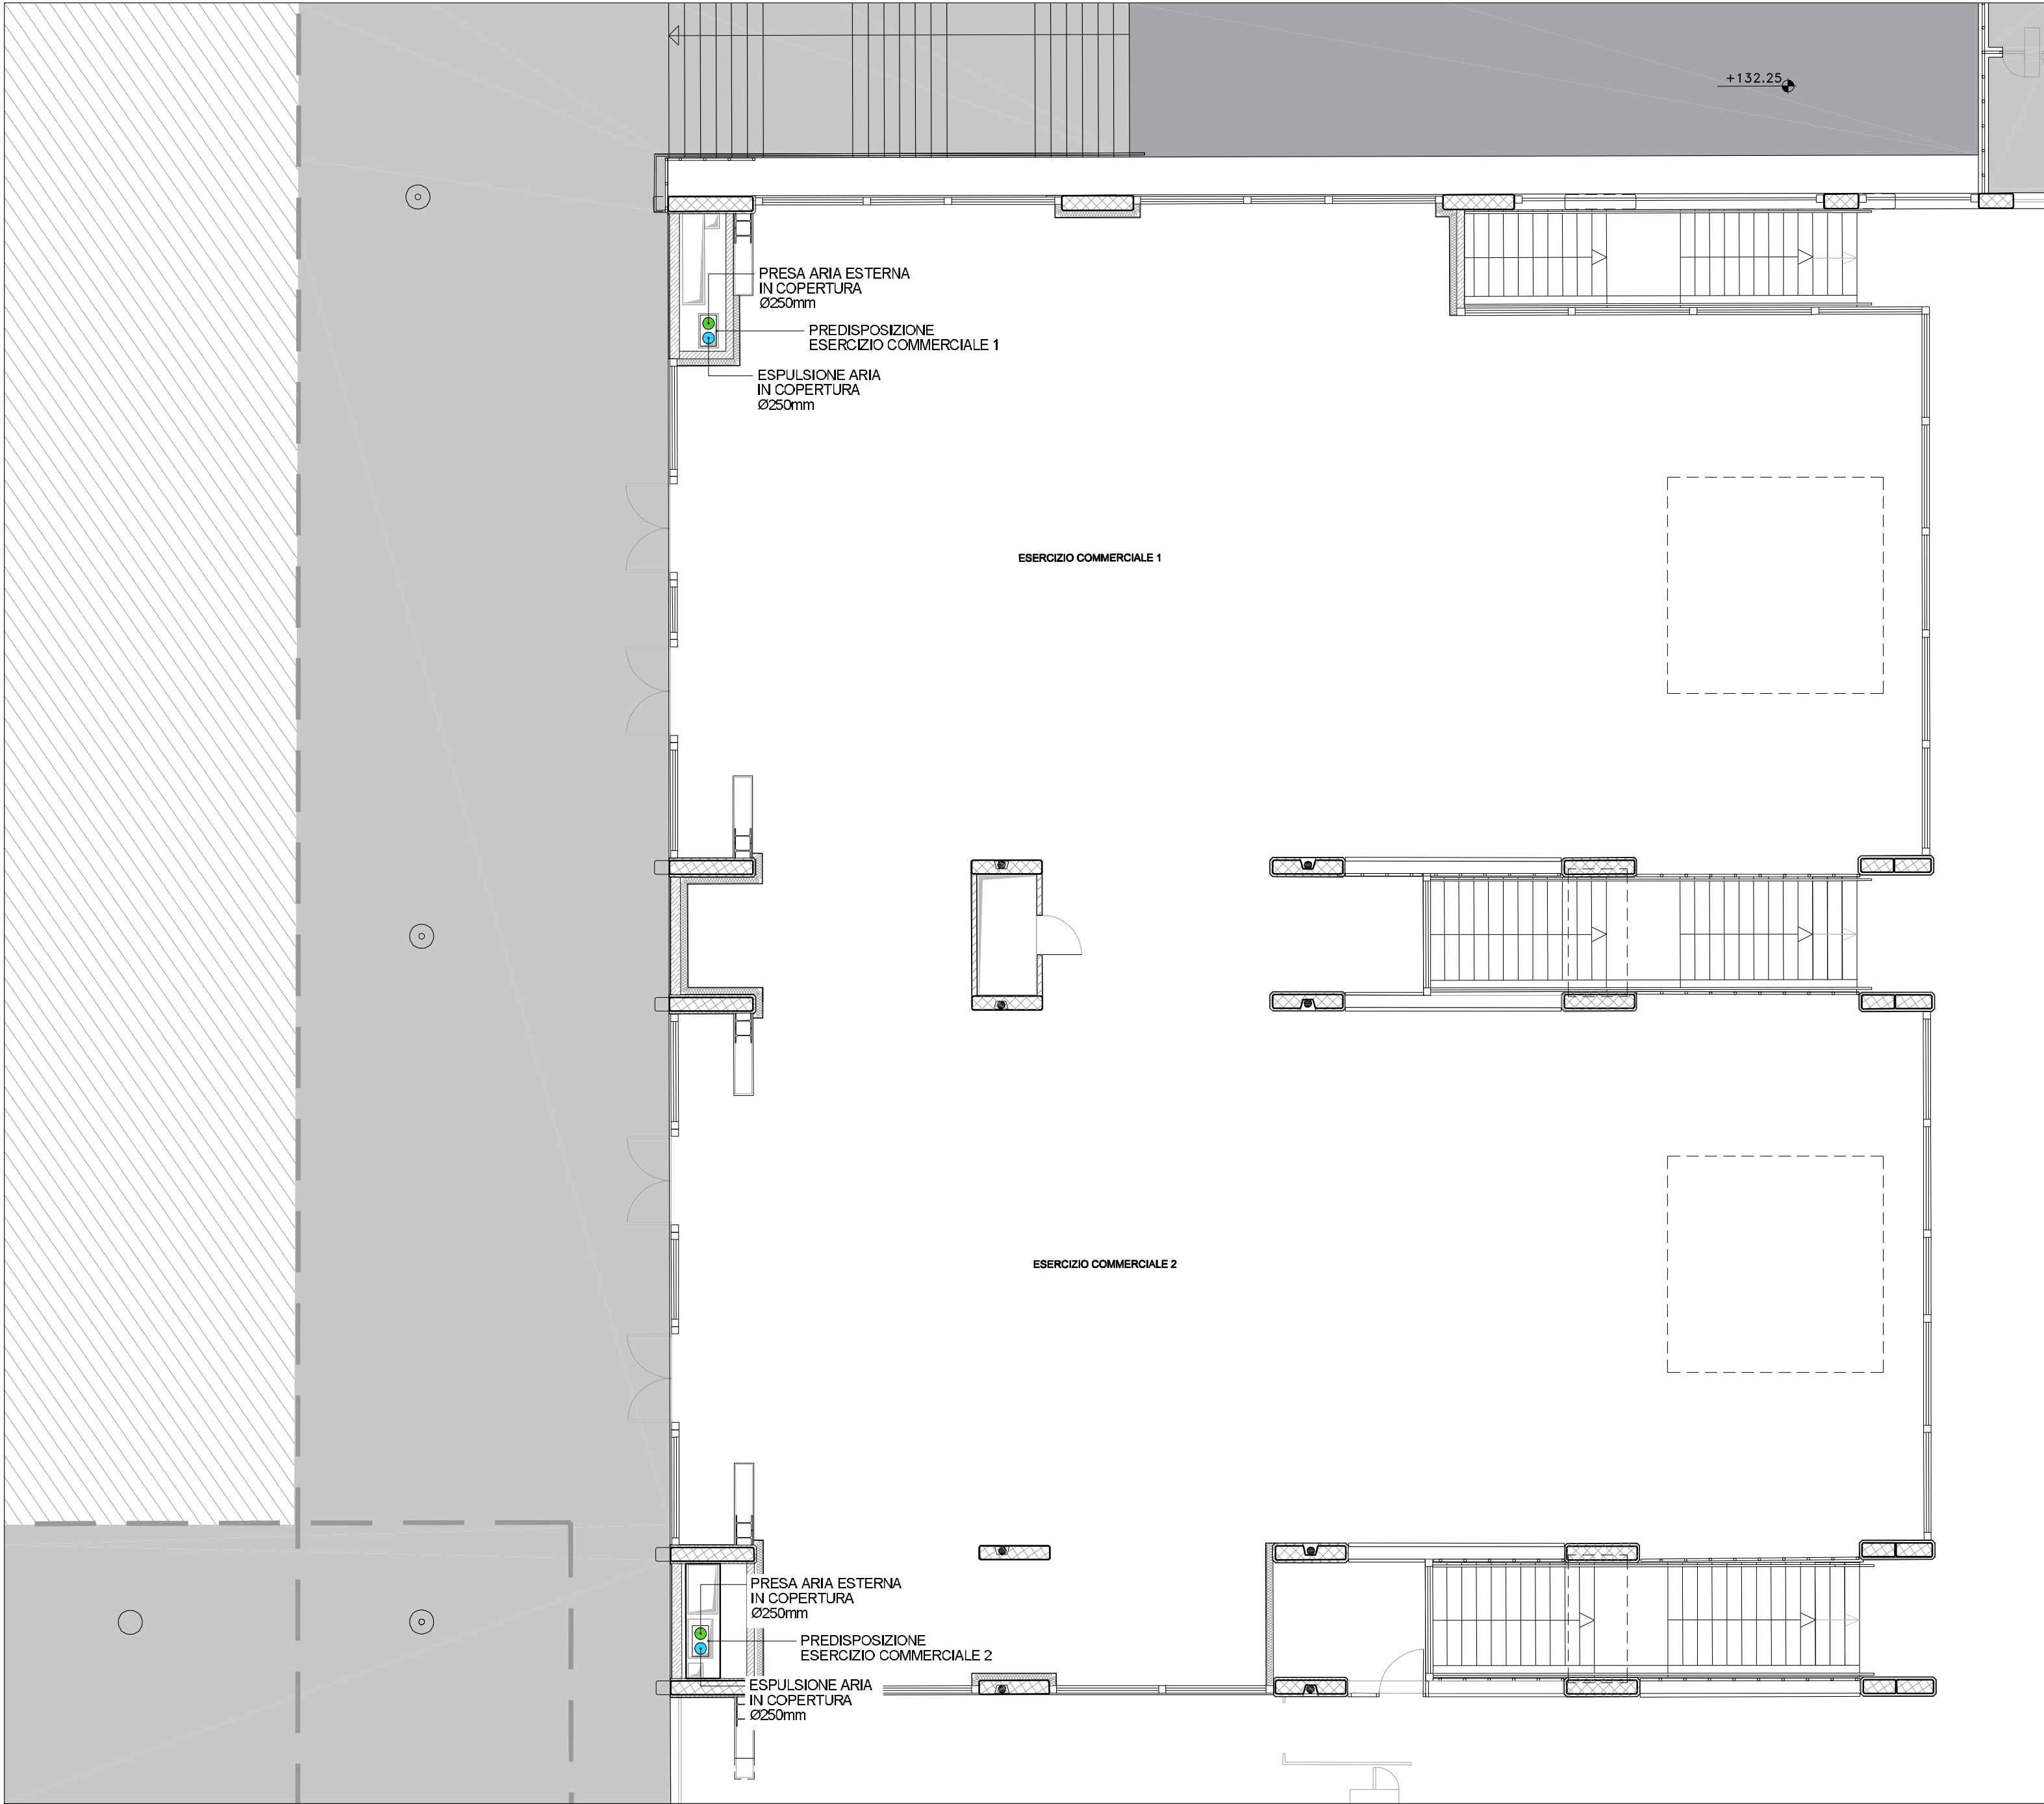 +132.25
PRESA ARIA ESTERNA
IN COPERTURA
Ø250mm
PREDISPOSIZIONE
ESERCIZIO COMMERCIALE 1
ESPULSIONE ARIA
IN COPERTURA
Ø250mm
ESERCIZIO COMMERCIALE 1
ESERCIZIO COMMERCIALE 2
PRESA ARIA ESTERNA
IN COPERTURA
Ø250mm
PREDISPOSIZIONE
ESERCIZIO COMMERCIALE 2
ESPULSIONE ARIA
IN COPERTURA
Ø250mm